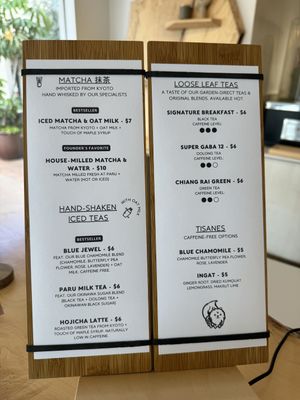 MATCHA 抹茶
IMPORTED FROM KYOTO
HAND WHISKED BY OUR SPECIALISTS
BESTSELLER
ICED MATCHA & OAT MILK - $7
MATCHA FROM KYOTO + OAT MILK +
TOUCH OF MAPLE SYRUP
FOUNDER'S FAVORITE
HOUSE-MILLED MATCHA &
WATER - $10
MATCHA MILLED FRESH AT PARU +
WATER (HOT OR ICED)
HAND-SHAKEN
ICED TEAS
WITH OAT MILK
BESTSELLER
BLUE JEWEL - $6
FEAT. OUR BLUE CHAMOMILE BLEND
(CHAMOMILE, BUTTERFLY PEA
FLOWER, ROSE, LAVENDER) + OAT
MILK. CAFFEINE FREE
PARU MILK TEA - $6
FEAT. OUR OKINAWA SUGAR BLEND
(BLACK TEA + OOLONG TEA +
OKINAWAN BLACK SUGAR)
HOJICHA LATTE - $6
ROASTED GREEN TEA FROM KYOTO +
TOUCH OF MAPLE SYRUP. NATURALLY
LOW IN CAFFEINE
LOOSE LEAF TEAS
A TASTE OF OUR GARDEN-DIRECT TEAS &
ORIGINAL BLENDS. AVAILABLE HOT
SIGNATURE BREAKFAST - $6
BLACK TEA
CAFFEINE LEVEL:
SUPER GABA 12 - $6
OOLONG TEA
CAFFEINE LEVEL:
CHIANG RAI GREEN - $6
GREEN TEA
CAFFEINE LEVEL:
TISANES
CAFFEINE-FREE OPTIONS
BLUE CHAMOMILE - $5
CHAMOMILE, BUTTERFLY PEA FLOWER,
ROSE, LAVENDER
INGAT - $5
GINGER ROOT, DRIED KUMQUAT
LEMONGRASS, MAKRUT LIME